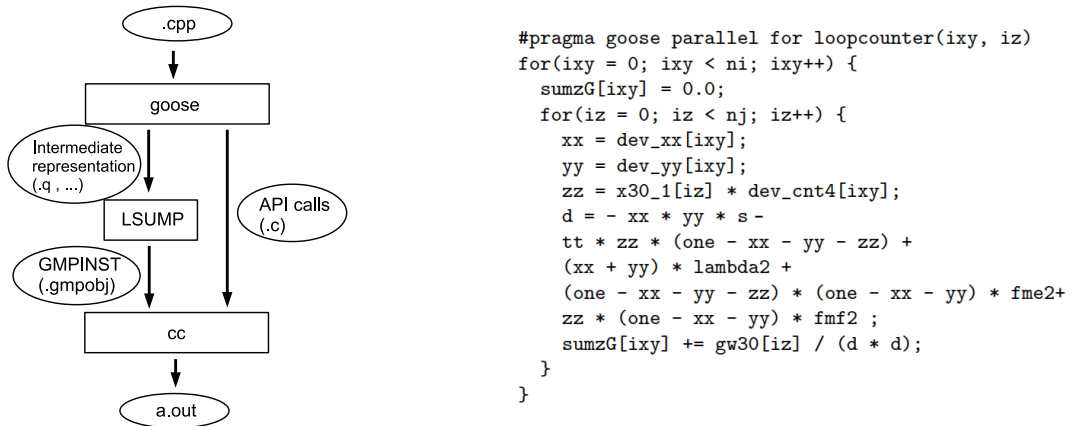 .cpp
goose
Intermediate
representation
(.q , ...)
LSUMP
API calls
(.c)
GMPINST
(.gmpobj)
cc
a.out
#pragma goose parallel for loopcounter(ixy, iz)
for(ixy = 0; ixy < ni; ixy++) {
  sumzG[ixy] = 0.0;
  for(iz = 0; iz < nj; iz++) {
    xx = dev_xx[ixy];
    yy = dev_yy[ixy];
    zz = x30_1[iz] * dev_cnt4[ixy];
    d = - xx * yy * s -
    tt * zz * (one - xx - yy - zz) +
    (xx + yy) * lambda2 +
    (one - xx - yy - zz) * (one - xx - yy) * fme2+
    zz * (one - xx - yy) * fmf2 ;
    sumzG[ixy] += gw30[iz] / (d * d);
  }
}